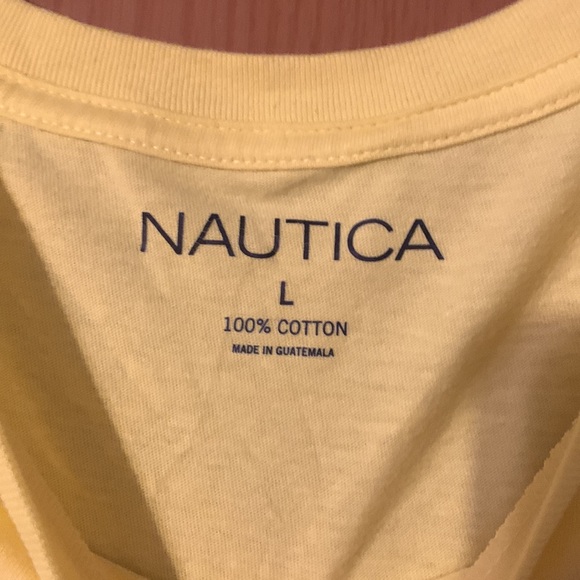 NAUTICA
L
100% COTTON
MADE IN GUATEMALA